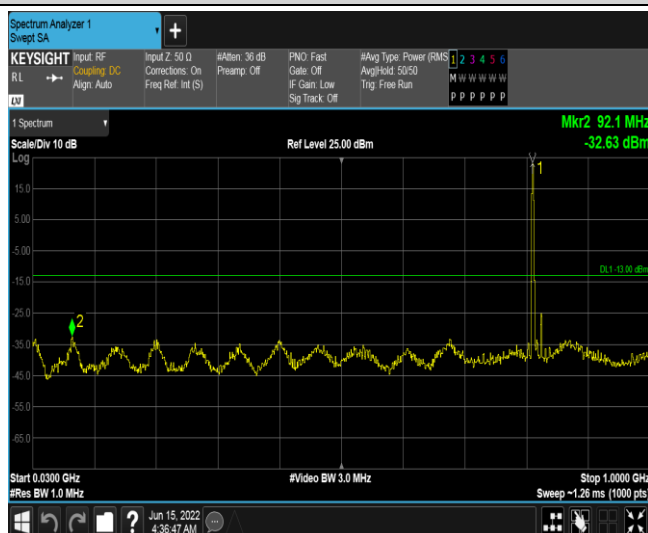 Spectrum Analyzer 1
Swept SA
+
KEYSIGHT
RL
LXI
Input: RF
Coupling: DC
Align: Auto
Input Z: 50 Ω
Corrections: On
Freq Ref: Int (S)
#Atten: 36 dB
Preamp: Off
PNO: Fast
Gate: Off
IF Gain: Low
Sig Track: Off
#Avg Type: Power (RMS
Avg|Hold: 50/50
Trig: Free Run
1 2 3 4 5 6
M W W W W W
P P P P P P
1 Spectrum
Mkr2 92.1 MHz
Scale/Div 10 dB
Ref Level 25.00 dBm
-32.63 dBm
Log
1
15.0
5.00
-5.00
DL1 -13.00 dBm
-15.0
-25.0
2
-35.0
-45.0
-55.0
-65.0
Start 0.0300 GHz
#Video BW 3.0 MHz
Stop 1.0000 GHz
#Res BW 1.0 MHz
Sweep ~1.26 ms (1000 pts)
?
Jun 15, 2022
4:36:47 AM